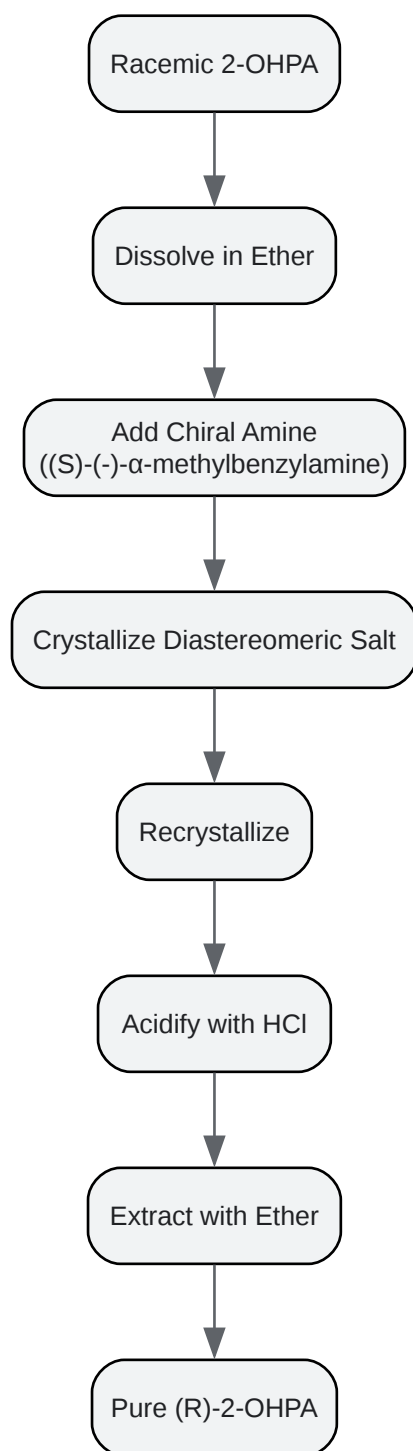 Racemic 2-OHPA
Dissolve in Ether
Add Chiral Amine
((S)-(-)-α-methylbenzylamine)
Crystallize Diastereomeric Salt
Recrystallize
Acidify with HCl
Extract with Ether
Pure (R)-2-OHPA